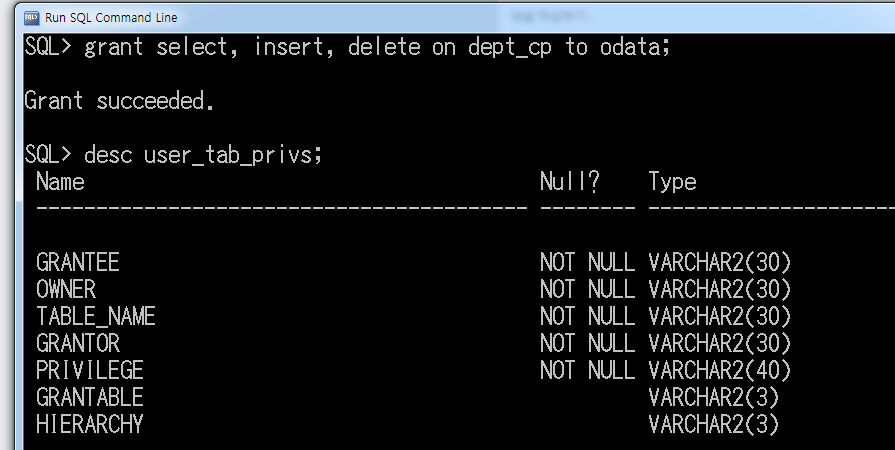 Run SQL Command Line
SQL> grant select, insert, delete on dept_cp to odata;
Grant succeeded.
SQL> desc user_tab_privs;
Name Null? Type
----------------------------------------- -------- ---------------------
GRANTEE NOT NULL VARCHAR2(30)
OWNER NOT NULL VARCHAR2(30)
TABLE_NAME NOT NULL VARCHAR2(30)
GRANTOR NOT NULL VARCHAR2(30)
PRIVILEGE NOT NULL VARCHAR2(40)
GRANTABLE VARCHAR2(3)
HIERARCHY VARCHAR2(3)